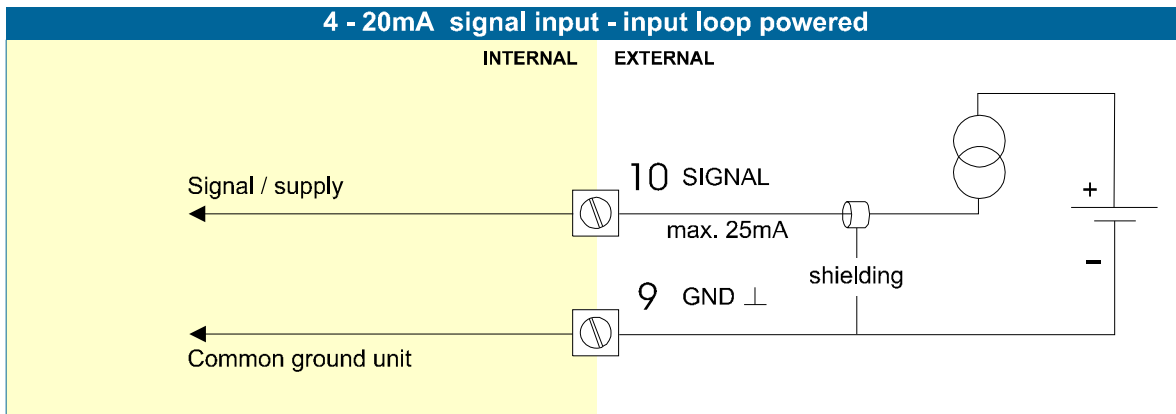 4 - 20mA signal input - input loop powered
INTERNAL EXTERNAL
Signal / supply
10 SIGNAL
max. 25mA
+
-
shielding
9 GND ⊥
Common ground unit